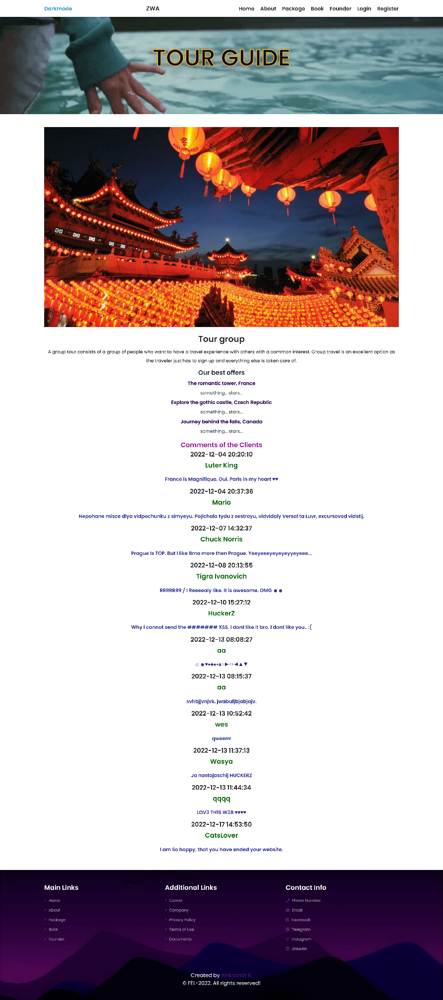 Darkmode ZWA Home About Package Book Founder Login Register
TOUR GUIDE
Tour group
A group tour consists of a group of people who want to have a travel experience with others with a common interest. Group travel is an excellent option as
the traveler just has to sign up and everything else is taken care of.
Our best offers
The romantic tower, France
something... stars...
Explore the gothic castle, Czech Republic
something... stars...
Journey behind the falls, Canada
something... stars...
Comments of the Clients
2022-12-04 20:20:10
Luter King
France is Magnifique. Oui. Paris in my heart ♥♥
2022-12-04 20:37:36
Mario
Nepohane misce dlya vidpochunku z simyeyu. Pojichala tydu z sestroyu, vidvidaly Versal ta Luvr, excursovod vidstij.
2022-12-07 14:32:37
Chuck Norris
Prague Is TOP. But I like Brno more then Prague. Yeeyeeeyeyeyeyyeyeee...
2022-12-08 20:13:55
Tigra Ivanovich
RRRRRRR / I Reeeealy like. It is awesome. OMG ☻ ☻
2022-12-10 15:27:12
HuckerZ
Why I cannot send the ####### XSS. I dont like it bro. I dont like you.. :(
2022-12-13 08:08:27
aa
☺☻♥♦♣♠•◘○►↔◄▲▼
2022-12-13 08:15:37
aa
svhbjjvnjvk. jwabufjbjabjajv.
2022-12-13 10:52:42
wes
qweerrr
2022-12-13 11:37:13
Wasya
Ja nastojaschij HUCKERZ
2022-12-13 11:44:34
qqqq
LOV3 TH1S W3B ♥♥♥♥
2022-12-17 14:53:50
CatsLover
I am So happy, that you have ended your website.
Main Links
Home
About
Package
Book
Founder
Additional Links
Career
Company
Privacy Policy
Terms of Use
Documents
Contact Info
Phone Number
Email
Facebook
Telegram
Instagram
Linkedin
Created by Aleksandr K.
© FEL-2022. All rights reserved!